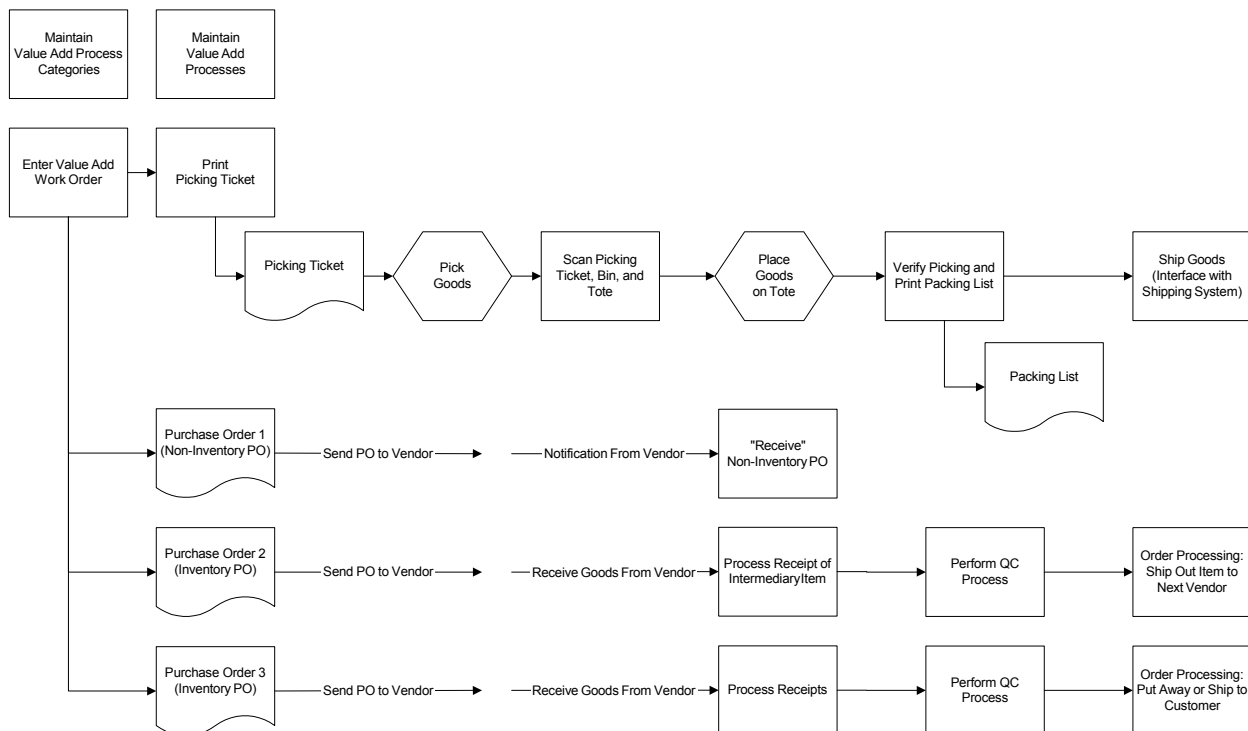 Maintain
Value Add Process
Categories
Maintain
Value Add
Processes
Enter Value Add
Work Order
Print
Picking Ticket
Picking Ticket
Pick
Goods
Scan Picking
Ticket, Bin, and
Tote
Place
Goods
on Tote
Verify Picking and
Print Packing List
Ship Goods
(Interface with
Shipping System)
Packing List
Purchase Order 1
(Non-Inventory PO)
Send PO to Vendor
Notification From Vendor
"Receive"
Non-Inventory PO
Purchase Order 2
(Inventory PO)
Send PO to Vendor
Receive Goods From Vendor
Process Receipt of
Intermediary Item
Perform QC
Process
Order Processing:
Ship Out Item to
Next Vendor
Purchase Order 3
(Inventory PO)
Send PO to Vendor
Receive Goods From Vendor
Process Receipts
Perform QC
Process
Order Processing:
Put Away or Ship to
Customer